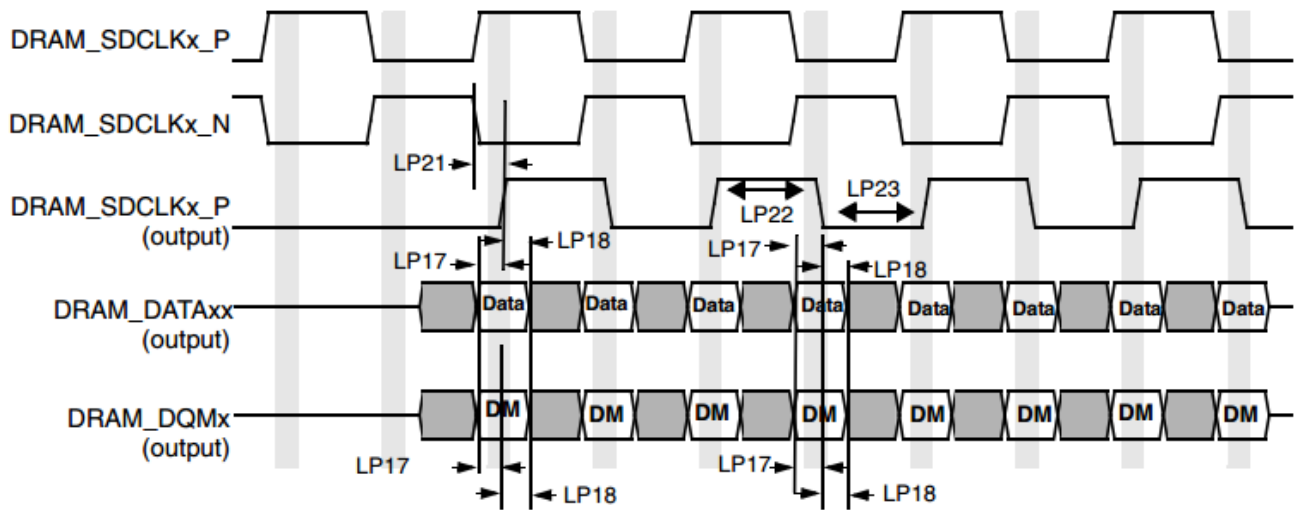 DRAM_SDCLKx_P
DRAM_SDCLKx_N
LP21
DRAM_SDCLKx_P
(output)
LP22
LP23
LP17
LP18
LP17
LP18
DRAM_DATAxx
(output)
Data
Data
Data
Data
Data
Data
Data
Data
DRAM_DQMx
(output)
DM
DM
DM
DM
DM
DM
DM
DM
LP17
LP18
LP17
LP18